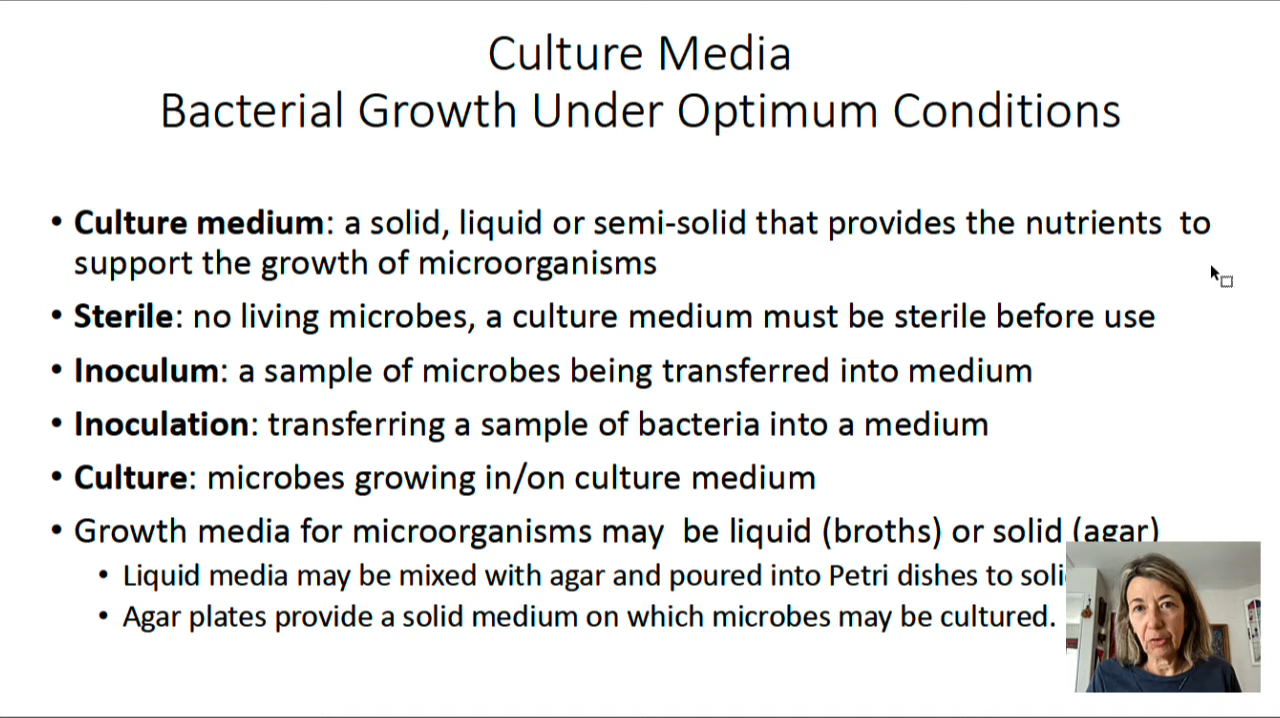 Culture Media
Bacterial Growth Under Optimum Conditions
• Culture medium: a solid, liquid or semi-solid that provides the nutrients  to
support the growth of microorganisms
• Sterile: no living microbes, a culture medium must be sterile before use
• Inoculum: a sample of microbes being transferred into medium
• Inoculation: transferring a sample of bacteria into a medium
• Culture: microbes growing in/on culture medium
• Growth media for microorganisms may  be liquid (broths) or solid (agar)
• Liquid media may be mixed with agar and poured into Petri dishes to
• Agar plates provide a solid medium on which microbes may be cultured.